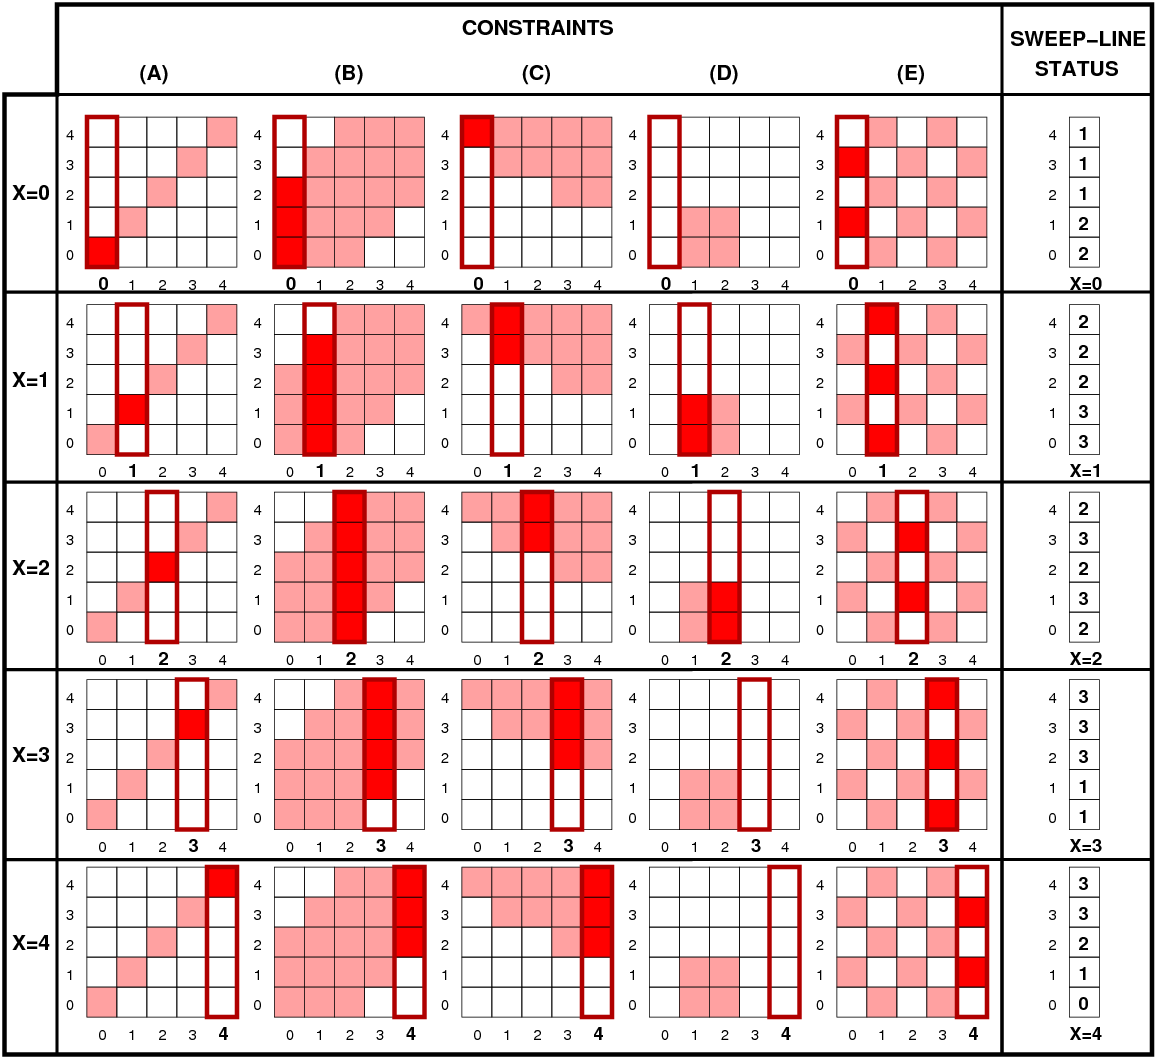 CONSTRAINTS
SWEEP–LINE
STATUS
(A) (B) (C) (D) (E)
4 4 4 4 4 4 1
3 3 3 3 3 3 1
X=0 2 2 2 2 2 2 1
1 1 1 1 1 1 2
0 0 0 0 0 0 2
0 1 2 3 4 0 1 2 3 4 0 1 2 3 4 0 1 2 3 4 0 1 2 3 4 X=0
4 4 4 4 4 4 2
3 3 3 3 3 3 2
X=1 2 2 2 2 2 2 2
1 1 1 1 1 1 3
0 0 0 0 0 0 3
0 1 2 3 4 0 1 2 3 4 0 1 2 3 4 0 1 2 3 4 0 1 2 3 4 X=1
4 4 4 4 4 4 2
3 3 3 3 3 3 3
X=2 2 2 2 2 2 2 2
1 1 1 1 1 1 3
0 0 0 0 0 0 2
0 1 2 3 4 0 1 2 3 4 0 1 2 3 4 0 1 2 3 4 0 1 2 3 4 X=2
4 4 4 4 4 4 3
3 3 3 3 3 3 3
X=3 2 2 2 2 2 2 3
1 1 1 1 1 1 1
0 0 0 0 0 0 1
0 1 2 3 4 0 1 2 3 4 0 1 2 3 4 0 1 2 3 4 0 1 2 3 4 X=3
4 4 4 4 4 4 3
3 3 3 3 3 3 3
X=4 2 2 2 2 2 2 2
1 1 1 1 1 1 1
0 0 0 0 0 0 0
0 1 2 3 4 0 1 2 3 4 0 1 2 3 4 0 1 2 3 4 0 1 2 3 4 X=4